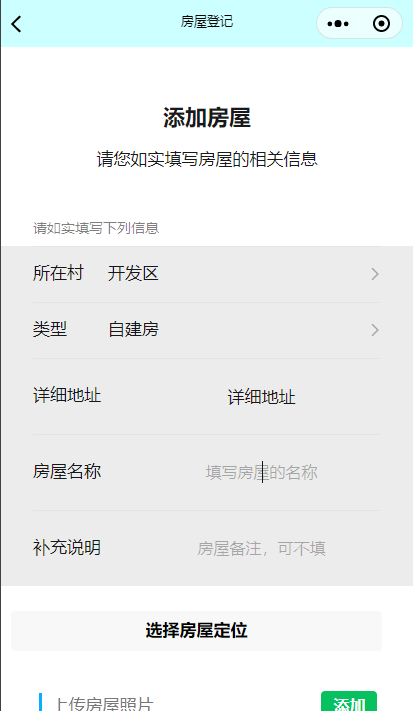 房屋登记
添加房屋
请您如实填写房屋的相关信息
请如实填写下列信息
所在村 开发区
类型 自建房
详细地址 详细地址
房屋名称 填写房屋的名称
补充说明 房屋备注，可不填
选择房屋定位
上传房屋照片 添加